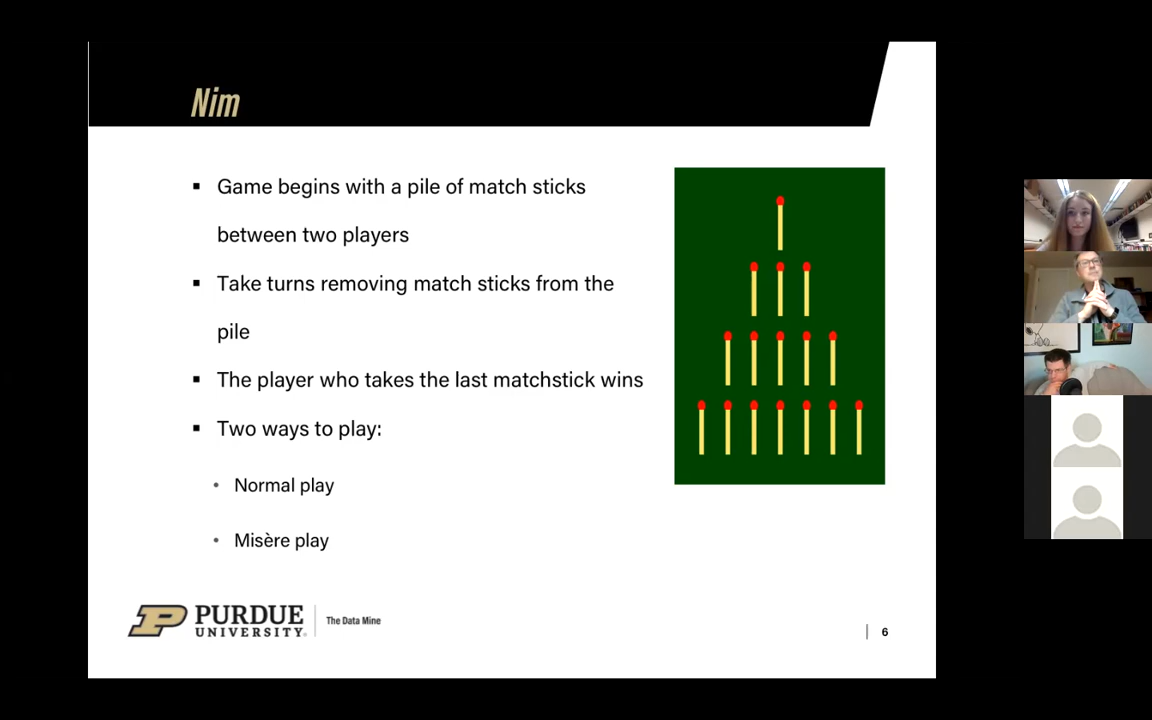 Nim
▪ Game begins with a pile of match sticks
between two players
▪ Take turns removing match sticks from the
pile
▪ The player who takes the last matchstick wins
▪ Two ways to play:
• Normal play
• Misère play
PURDUE
UNIVERSITY®
The Data Mine
6